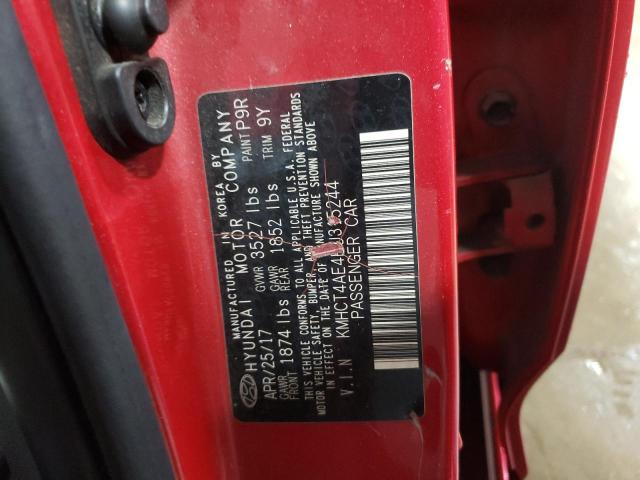 MANUFACTURED IN KOREA BY
HYUNDAI MOTOR COMPANY
APR/25/17 GVWR 3527 lbs PAINT P9R
GAWR FRONT 1874 lbs GAWR REAR 1852 lbs TRIM 9Y
THIS VEHICLE CONFORMS TO ALL APPLICABLE U.S.A. FEDERAL
MOTOR VEHICLE SAFETY, BUMPER, AND THEFT PREVENTION STANDARDS
IN EFFECT ON THE DATE OF MANUFACTURE SHOWN ABOVE
V.I.N
PASSENGER CAR